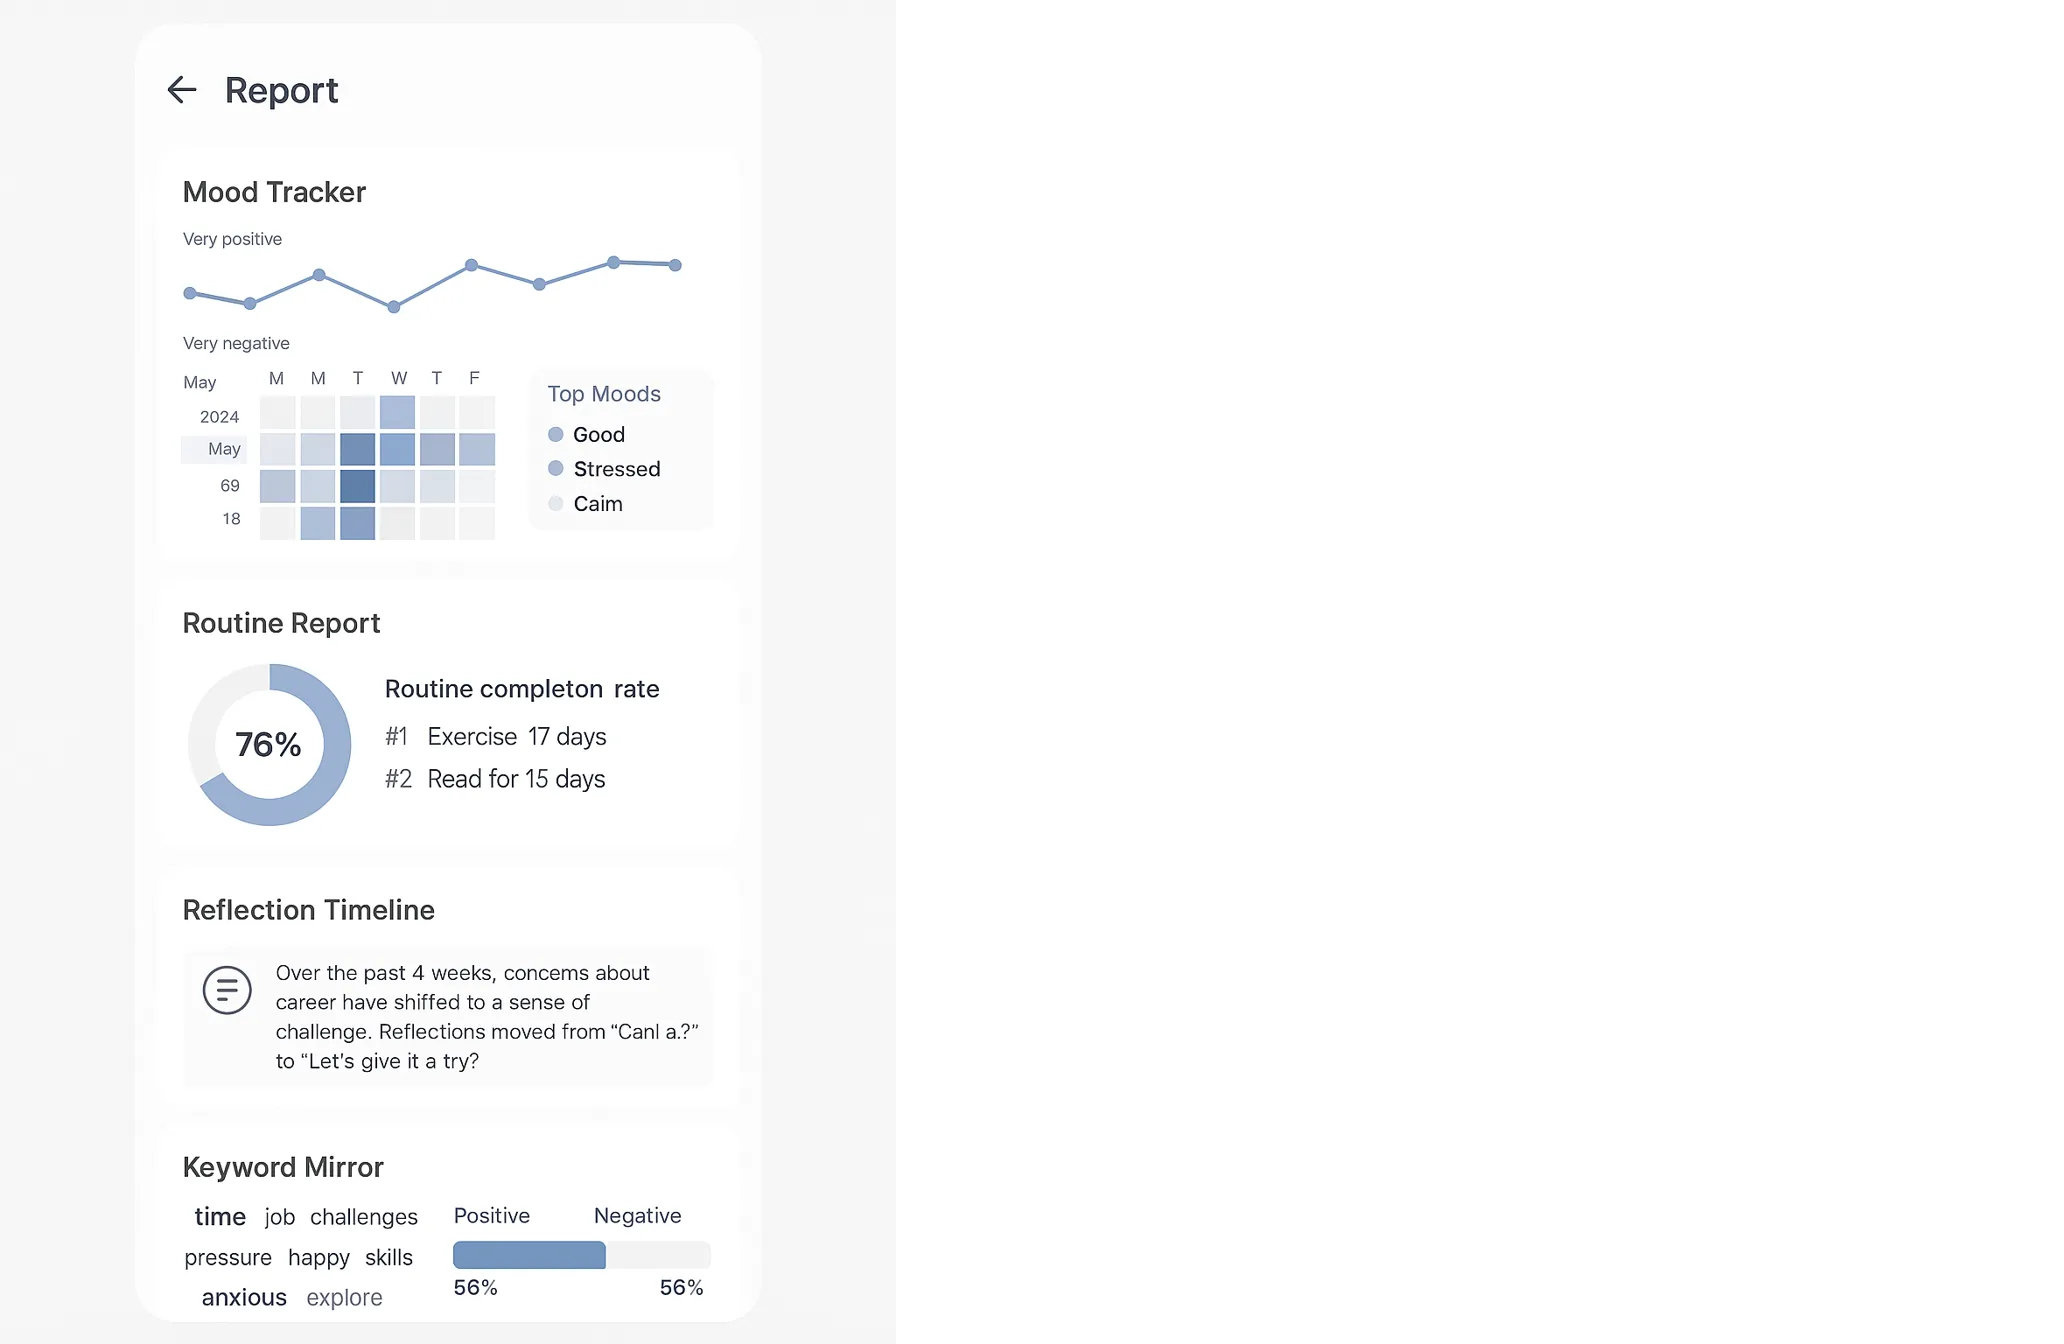 Report
Mood Tracker
Very positive
Very negative
May M M T W T F
2024
May
69
18
Top Moods
Good
Stressed
Caim
Routine Report
76%
Routine completon rate
#1 Exercise 17 days
#2 Read for 15 days
Reflection Timeline
Over the past 4 weeks, concems about
career have shiffed to a sense of
challenge. Reflections moved from “Canl a.?”
to “Let's give it a try?
Keyword Mirror
time job challenges
pressure happy skills
anxious explore
Positive Negative
56% 56%